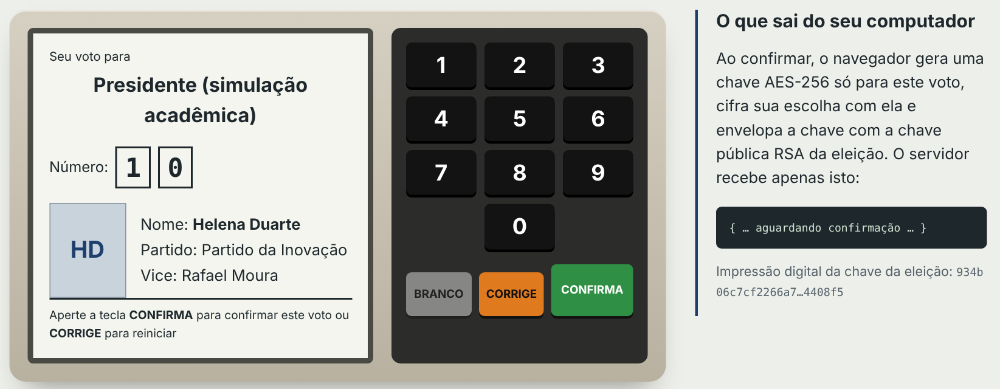 Seu voto para
Presidente (simulação
acadêmica)
Número: 1 0
HD
Nome: Helena Duarte
Partido: Partido da Inovação
Vice: Rafael Moura
Aperte a tecla CONFIRMA para confirmar este voto ou
CORRIGE para reiniciar
1 2 3
4 5 6
7 8 9
0
BRANCO CORRIGE CONFIRMA
O que sai do seu computador
Ao confirmar, o navegador gera uma
chave AES-256 só para este voto,
cifra sua escolha com ela e
envelopa a chave com a chave
pública RSA da eleição. O servidor
recebe apenas isto:
{ … aguardando confirmação … }
Impressão digital da chave da eleição: 934b
06c7cf2266a7…4408f5